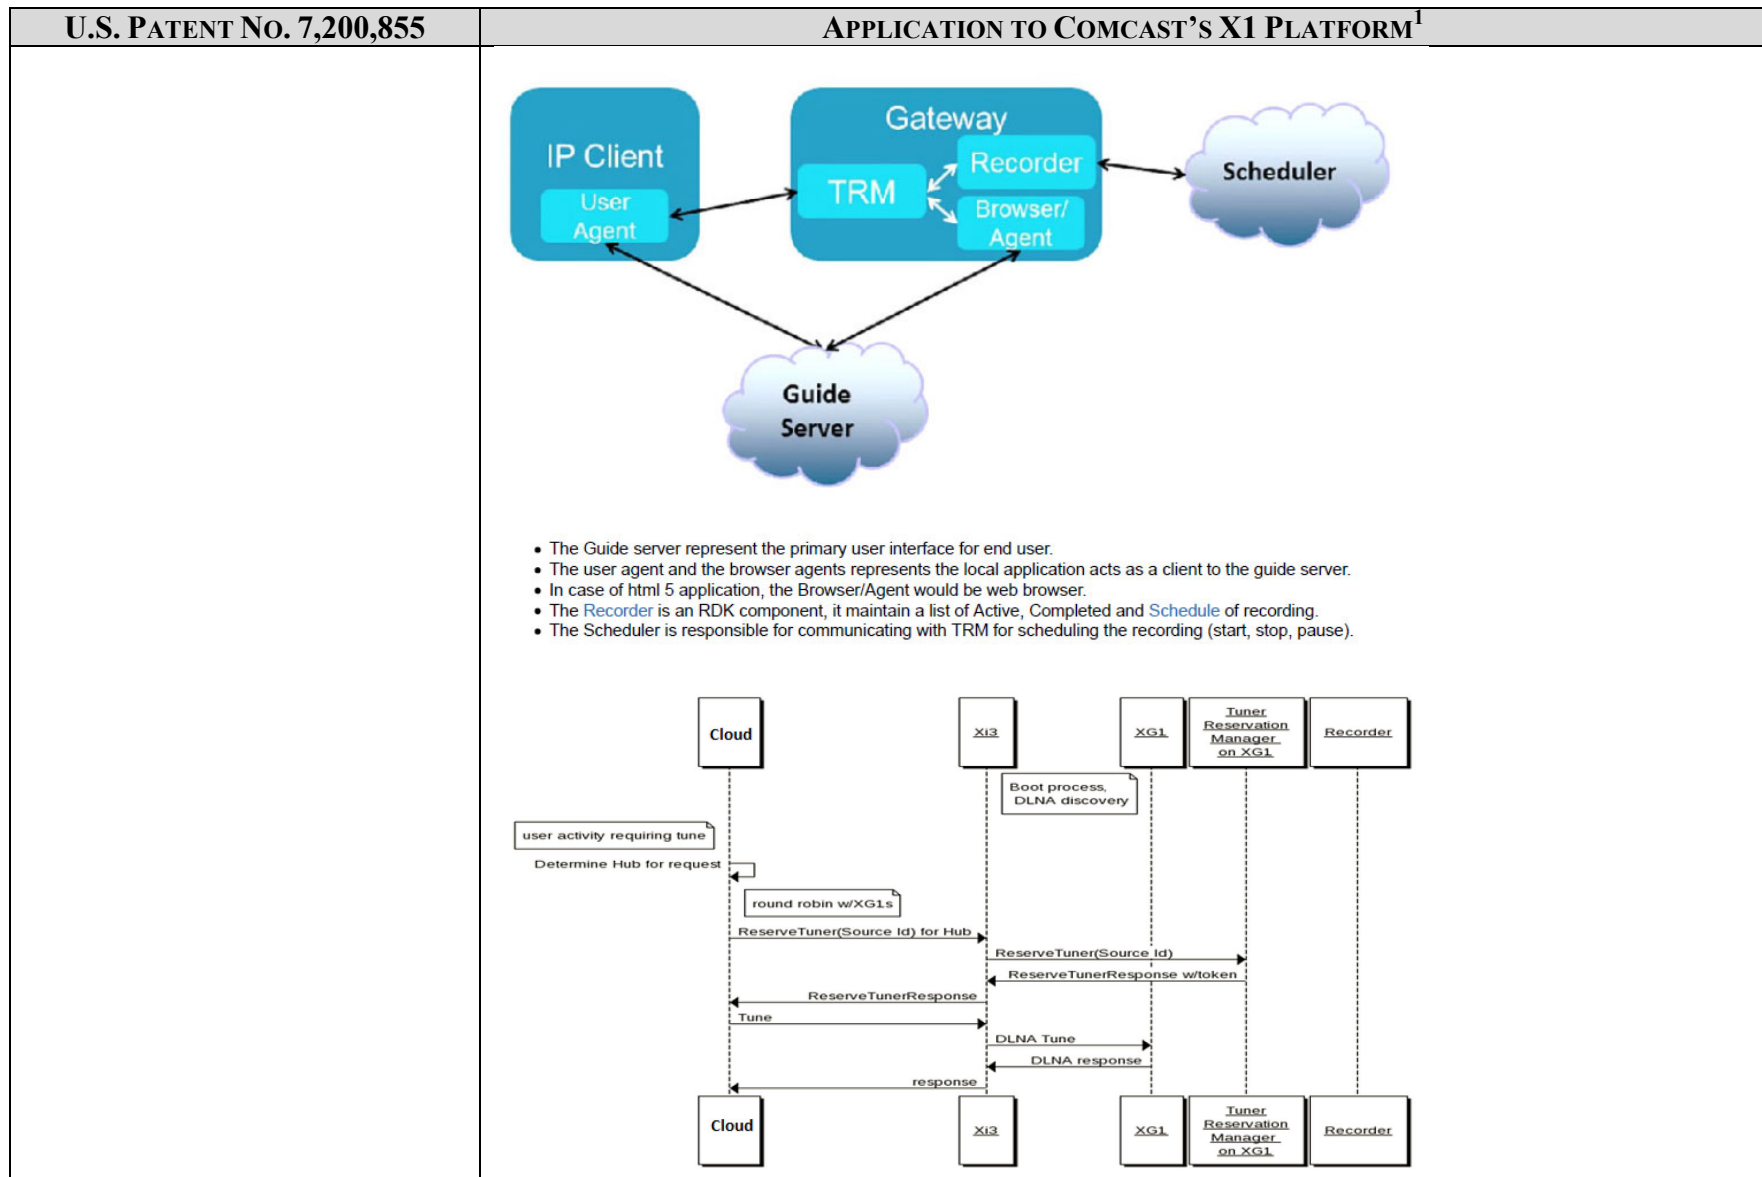 U.S. PATENT NO. 7,200,855
APPLICATION TO COMCAST'S X1 PLATFORM1
Gateway
IP Client
Recorder
Scheduler
TRM
User
Agent
Browser/
Agent
Guide
Server
• The Guide server represent the primary user interface for end user.
• The user agent and the browser agents represents the local application acts as a client to the guide server.
• In case of html 5 application, the Browser/Agent would be web browser.
• The Recorder is an RDK component, it maintain a list of Active, Completed and Schedule of recording.
• The Scheduler is responsible for communicating with TRM for scheduling the recording (start, stop, pause).
Cloud
Xi3
XG1
Tuner
Reservation
Manager
on XG1
Recorder
Boot process,
DLNA discovery
user activity requiring tune
Determine Hub for request
round robin w/XG1s
ReserveTuner(Source Id) for Hub
ReserveTuner(Source Id)
ReserveTunerResponse w/token
ReserveTunerResponse
Tune
DLNA Tune
DLNA response
response
Cloud
Xi3
XG1
Tuner
Reservation
Manager
on XG1
Recorder